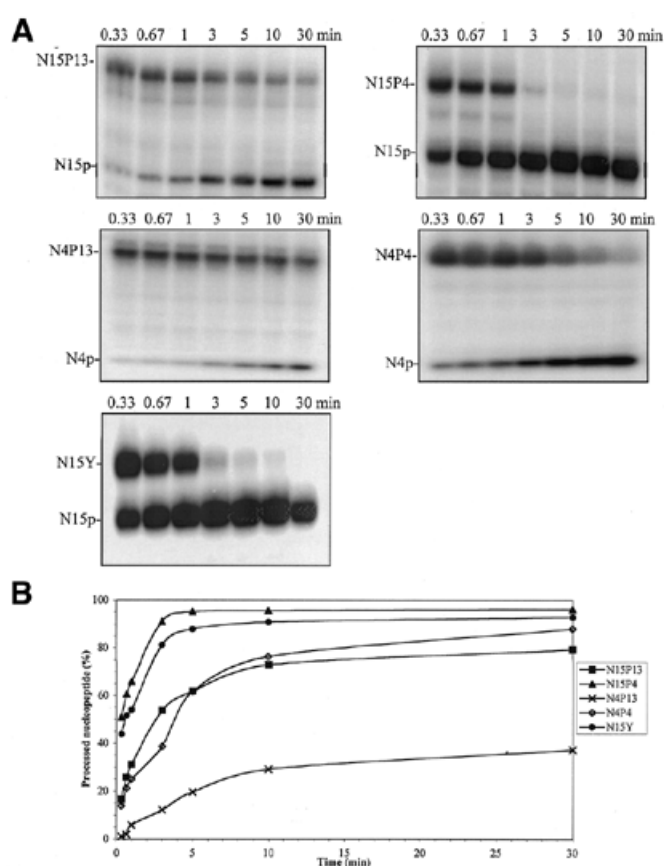 A
0.33 0.67 1 3 5 10 30 min
N15P13-
N15p-
0.33 0.67 1 3 5 10 30 min
N15P4-
N15p-
0.33 0.67 1 3 5 10 30 min
N4P13-
N4p-
0.33 0.67 1 3 5 10 30 min
N4P4-
N4p-
0.33 0.67 1 3 5 10 30 min
N15Y-
N15p-
B
Processed nucleopeptide (%)
100
80
60
40
20
0
0 5 10 15 20 25 30
Time (min)
N15P13
N15P4
N4P13
N4P4
N15Y